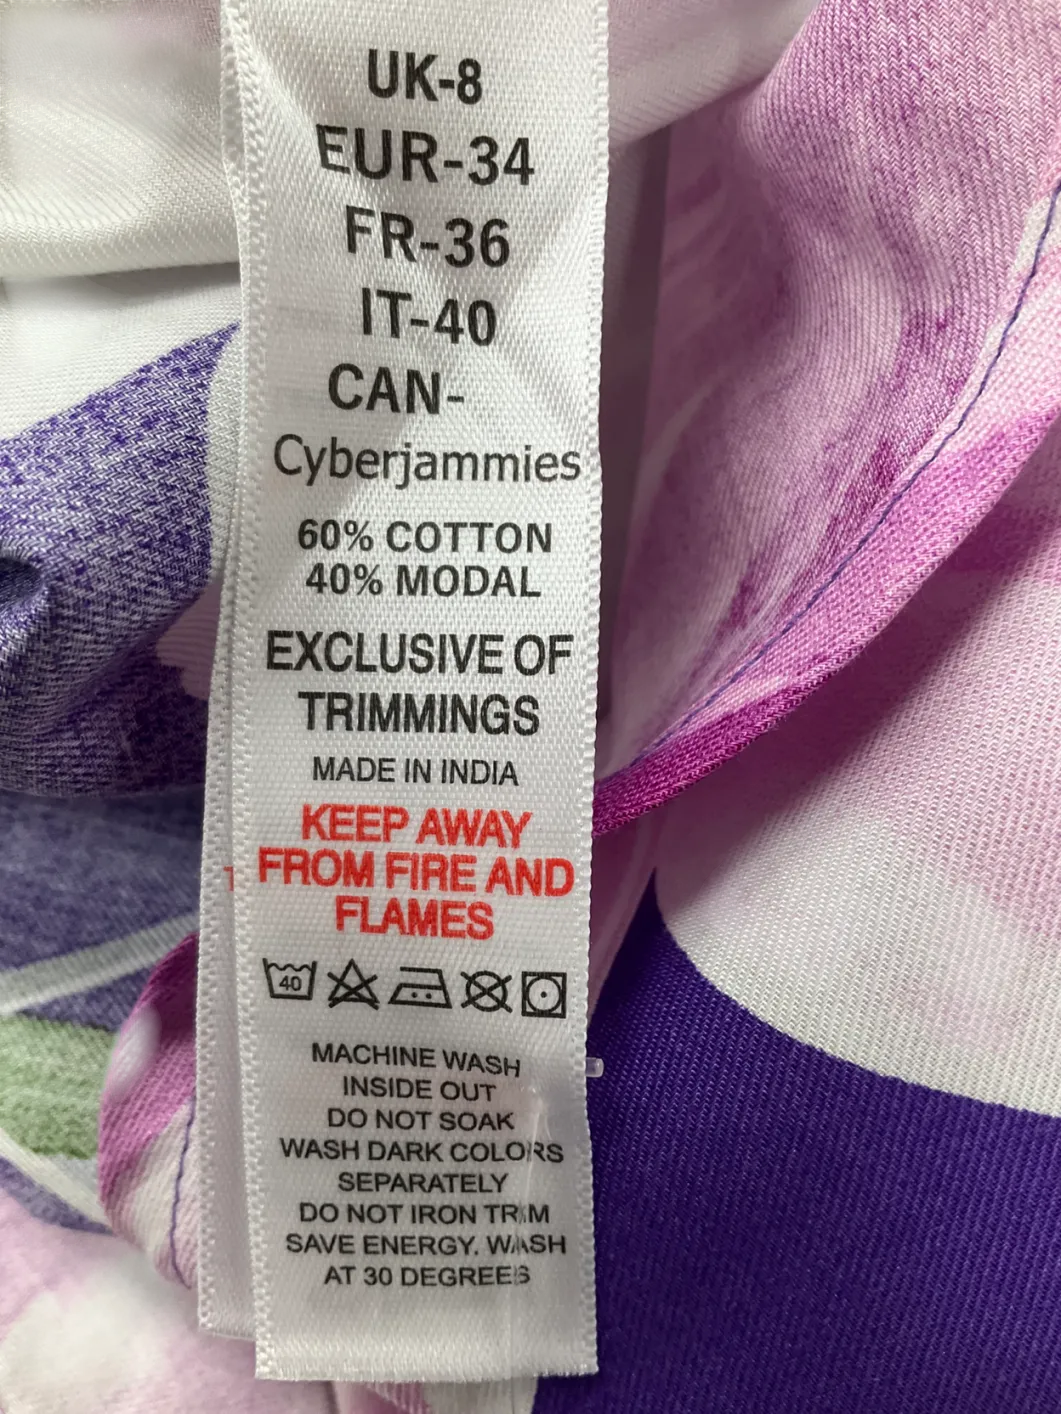 UK-8
EUR-34
FR-36
IT-40
CAN-
Cyberjammies
60% COTTON
40% MODAL
EXCLUSIVE OF
TRIMMINGS
MADE IN INDIA
KEEP AWAY
FROM FIRE AND
FLAMES
40
MACHINE WASH
INSIDE OUT
DO NOT SOAK
WASH DARK COLORS
SEPARATELY
DO NOT IRON TRIM
SAVE ENERGY. WASH
AT 30 DEGREES